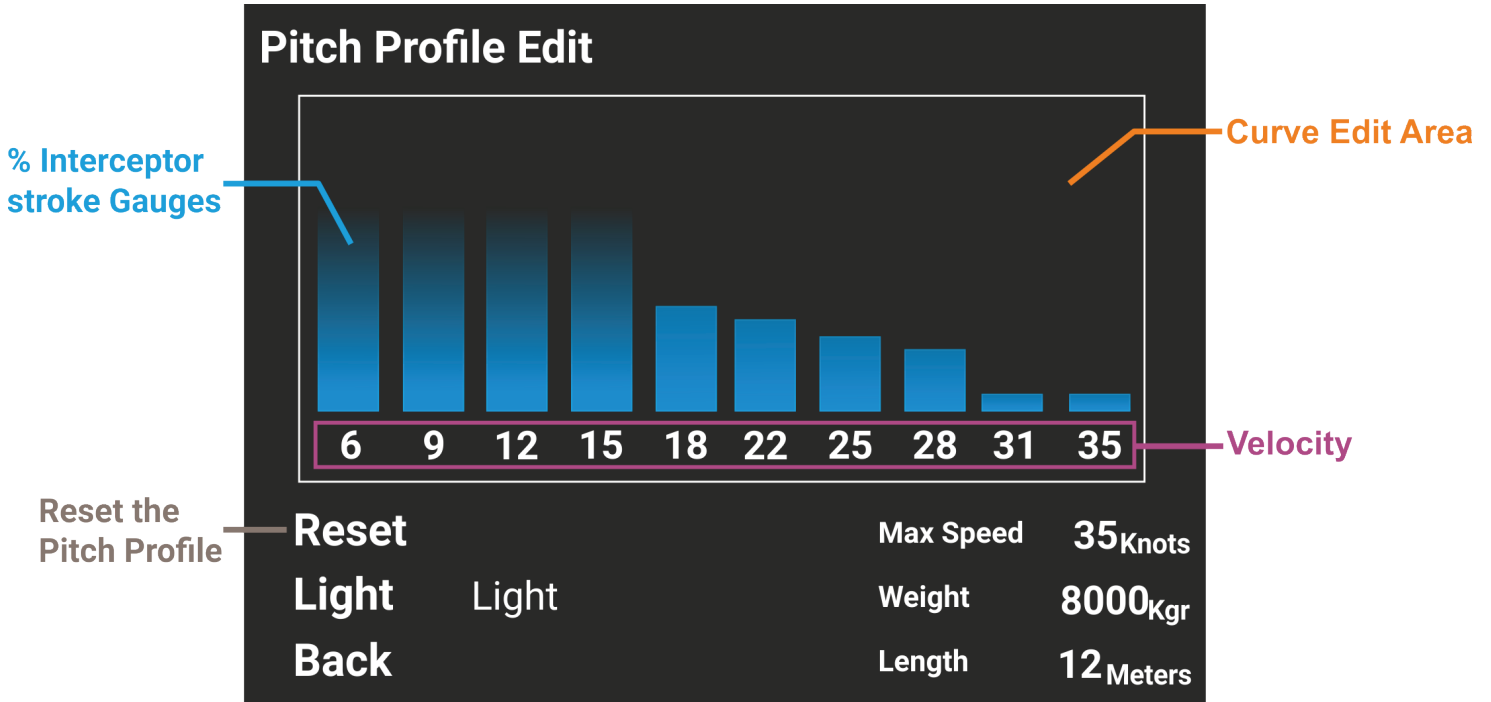 Pitch Profile Edit
% Interceptor
stroke Gauges
Curve Edit Area
6 9 12 15 18 22 25 28 31 35
Velocity
Reset the
Pitch Profile
Reset
Max Speed 35Knots
Light Light
Weight 8000Kgr
Back
Length 12Meters